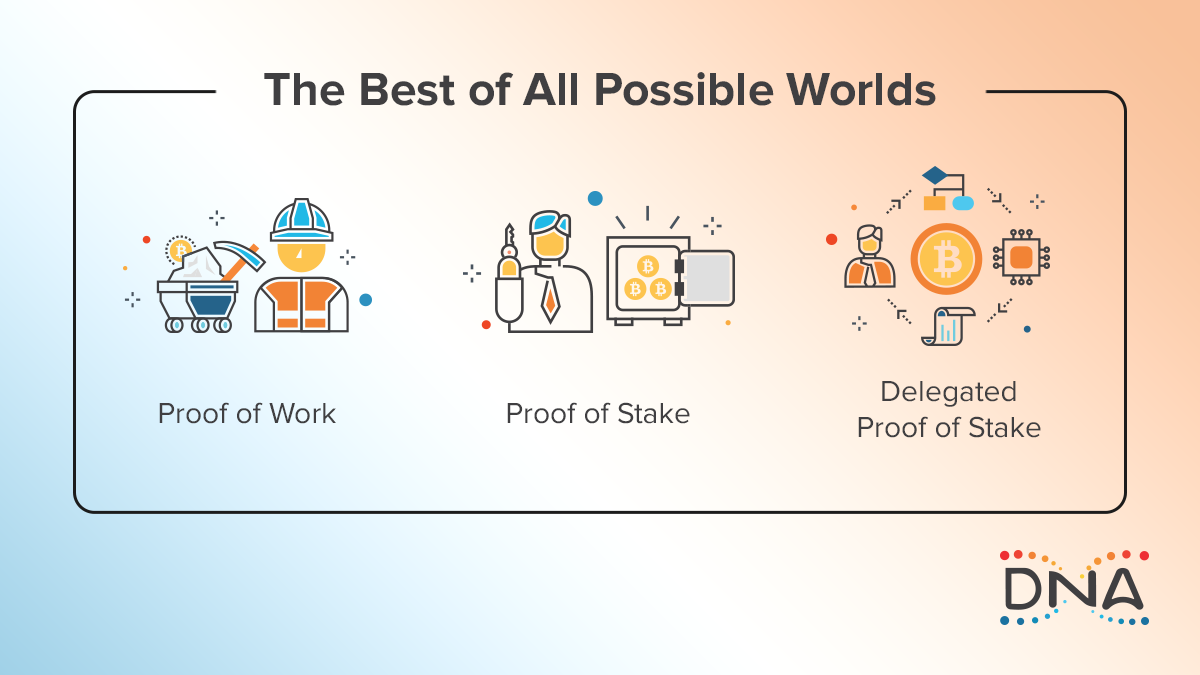 The Best of All Possible Worlds
Proof of Work
Proof of Stake
Delegated
Proof of Stake
DNA